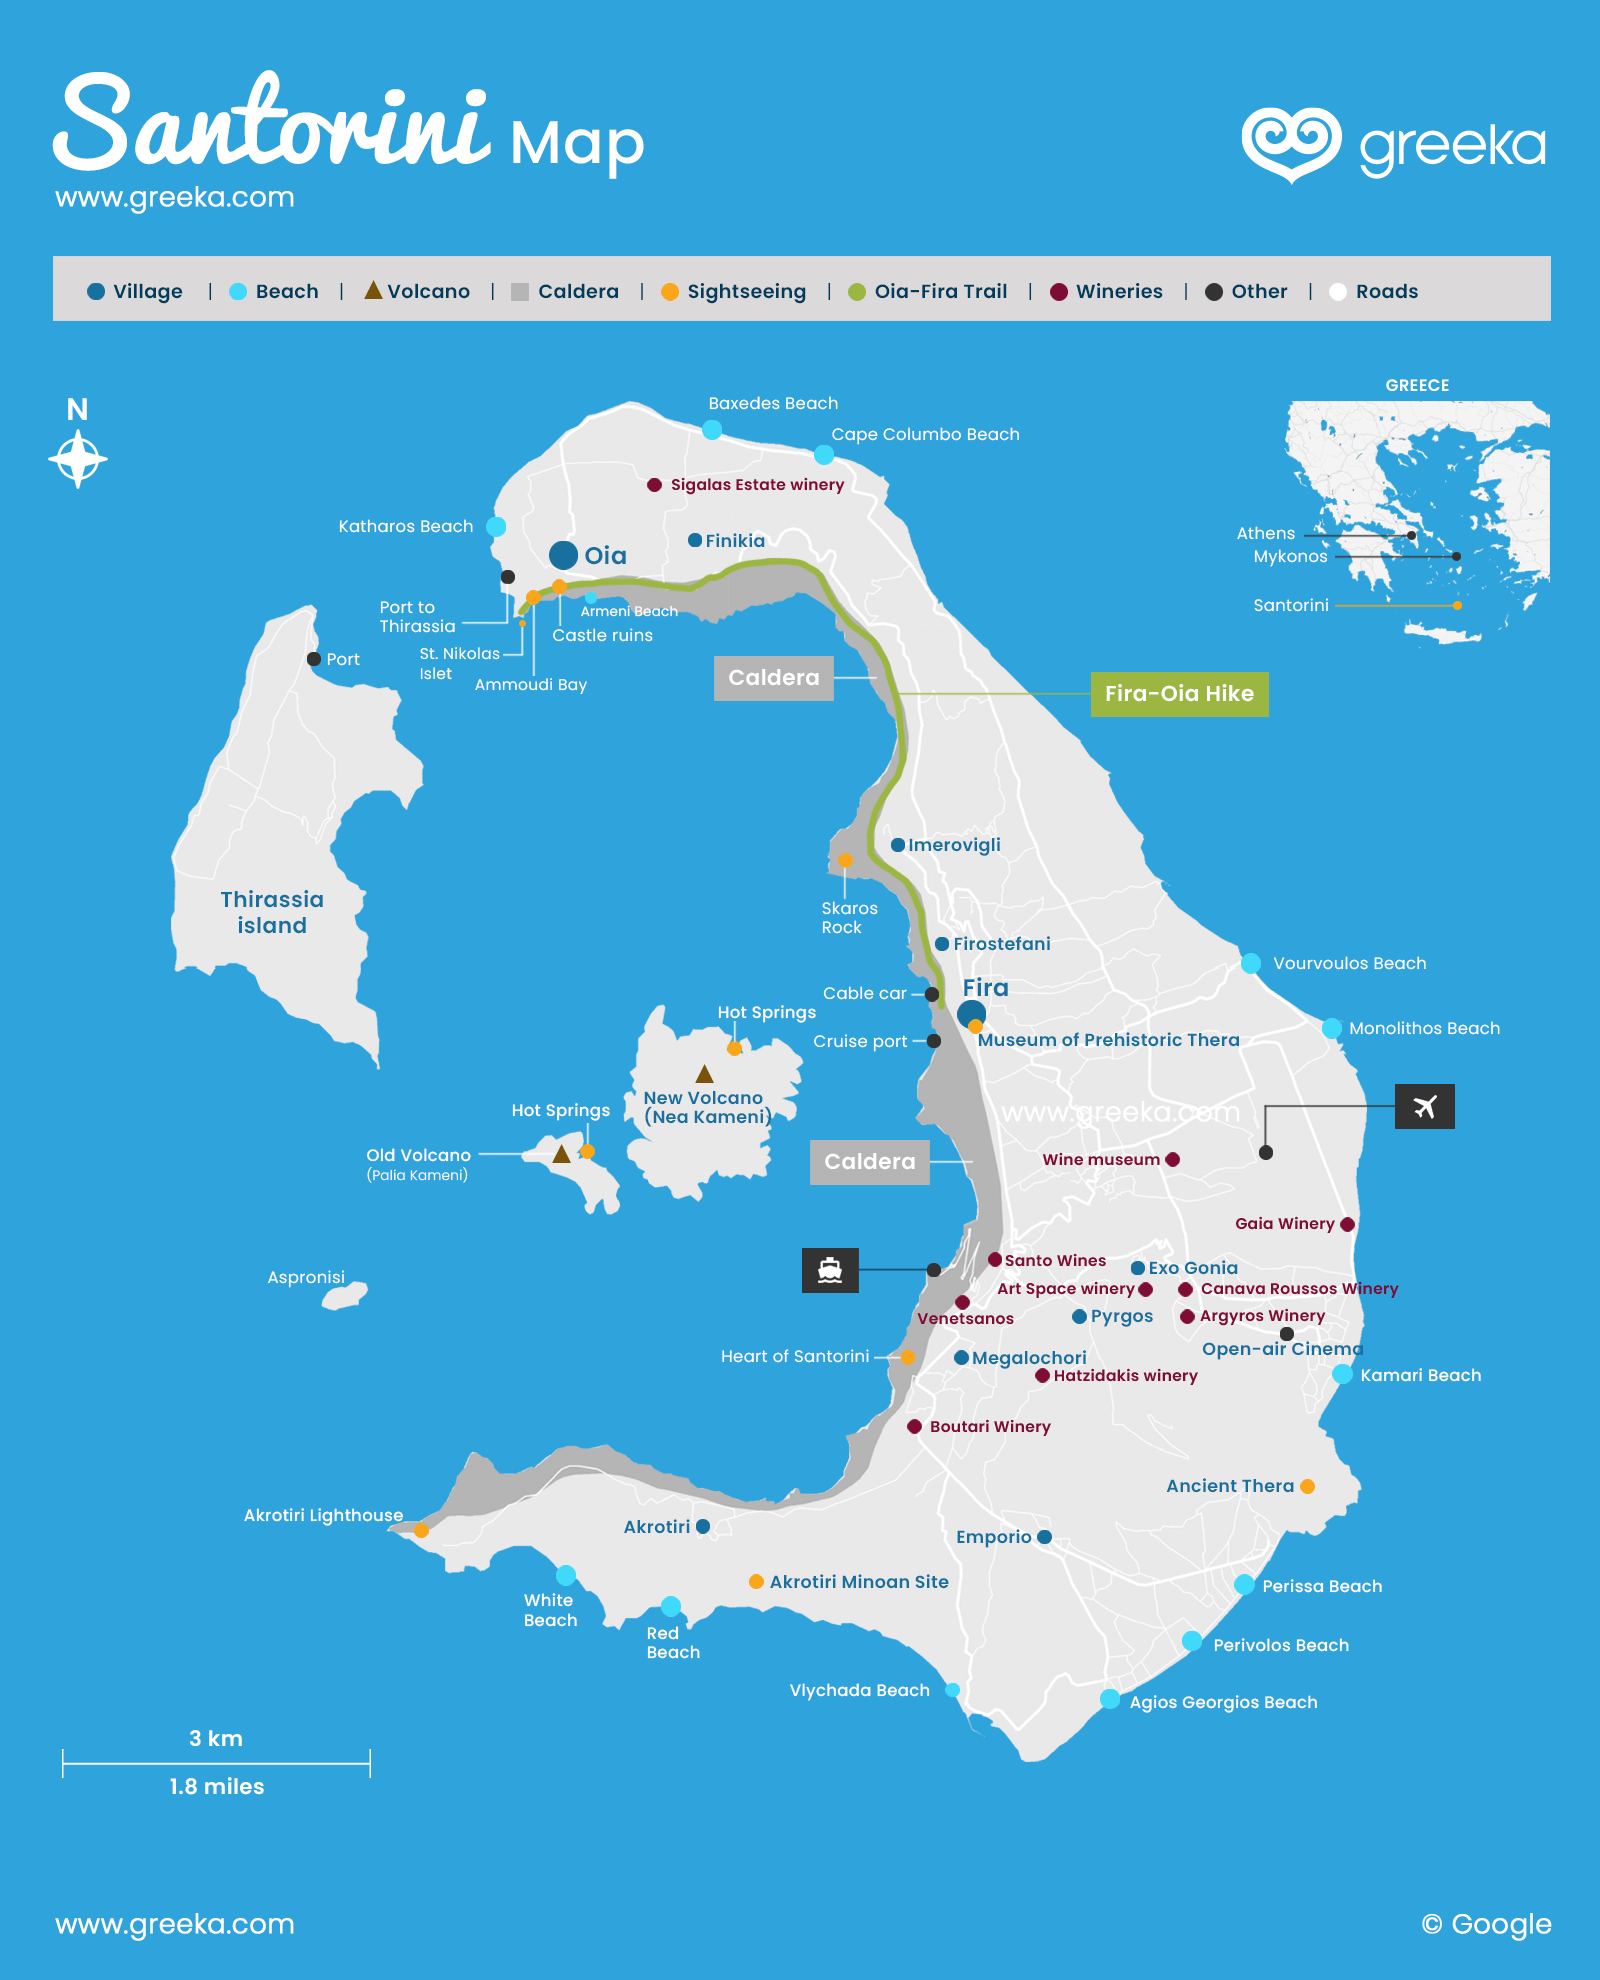 Santorini Map
www.greeka.com
greeka
Village | Beach | Volcano | Caldera | Sightseeing | Oia-Fira Trail | Wineries | Other | Roads
N
GREECE
Athens
Mykonos
Santorini
Baxedes Beach
Cape Columbo Beach
Sigalas Estate winery
Katharos Beach
Finikia
Oia
Port to
Thirassia
Armeni Beach
Castle ruins
St. Nikolas
Islet
Ammoudi Bay
Port
Caldera
Fira-Oia Hike
Imerovigli
Thirassia
island
Skaros
Rock
Firostefani
Vourvoulos Beach
Cable car
Fira
Hot Springs
Cruise port
Museum of Prehistoric Thera
Monolithos Beach
New Volcano
(Nea Kameni)
Hot Springs
www.greeka.com
Old Volcano
(Palia Kameni)
Caldera
Wine museum
Gaia Winery
Santo Wines
Exo Gonia
Aspronisi
Art Space winery
Canava Roussos Winery
Venetsanos
Pyrgos
Argyros Winery
Open-air Cinema
Heart of Santorini
Megalochori
Hatzidakis winery
Kamari Beach
Boutari Winery
Ancient Thera
Akrotiri Lighthouse
Akrotiri
Emporio
Akrotiri Minoan Site
Perissa Beach
White
Beach
Red
Beach
Perivolos Beach
Vlychada Beach
Agios Georgios Beach
3 km
1.8 miles
www.greeka.com
© Google